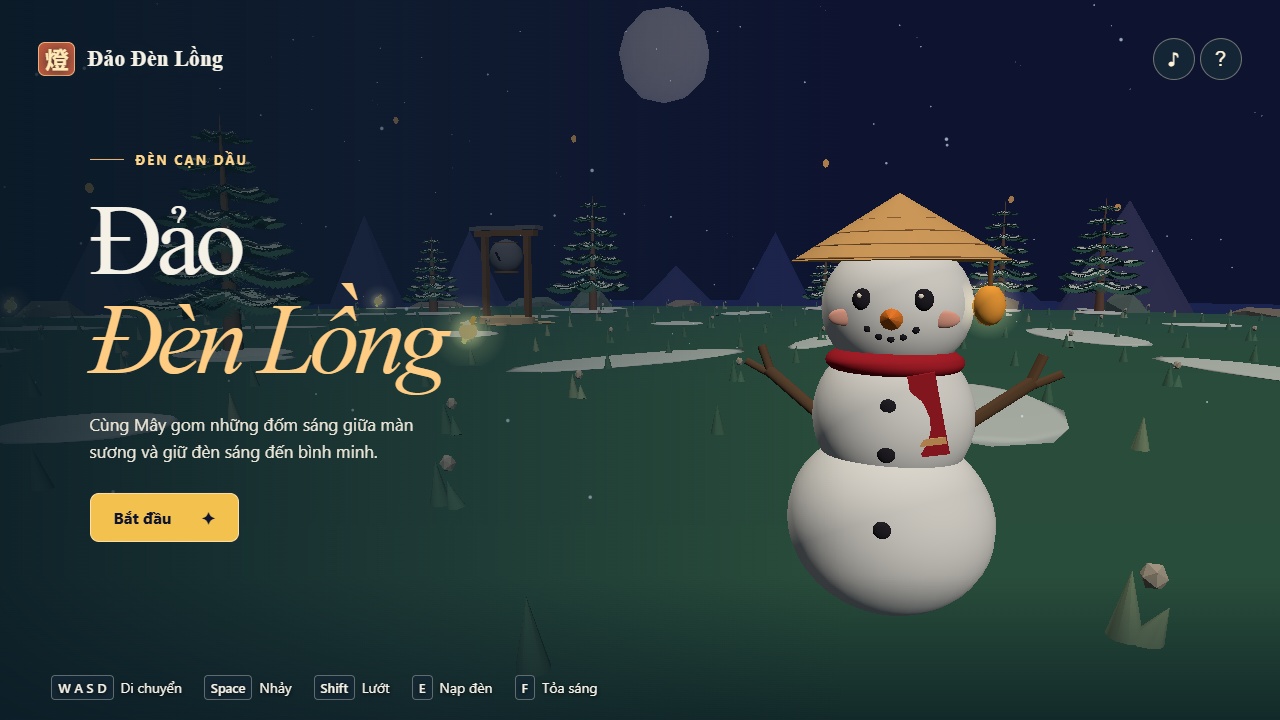 燈 Đảo Đèn Lồng
♪ ?
ĐÈN CẠN DẦU
Đảo
Đèn Lồng
Cùng Mây gom những đốm sáng giữa màn
sương và giữ đèn sáng đến bình minh.
Bắt đầu ✦
W A S D Di chuyển Space Nhảy Shift Lướt E Nạp đèn F Tỏa sáng